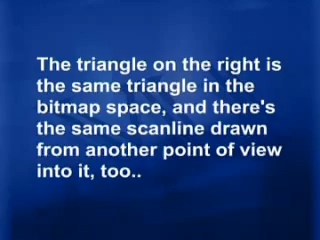 The triangle on the right is
the same triangle in the
bitmap space, and there's
the same scanline drawn
from another point of view
into it, too..